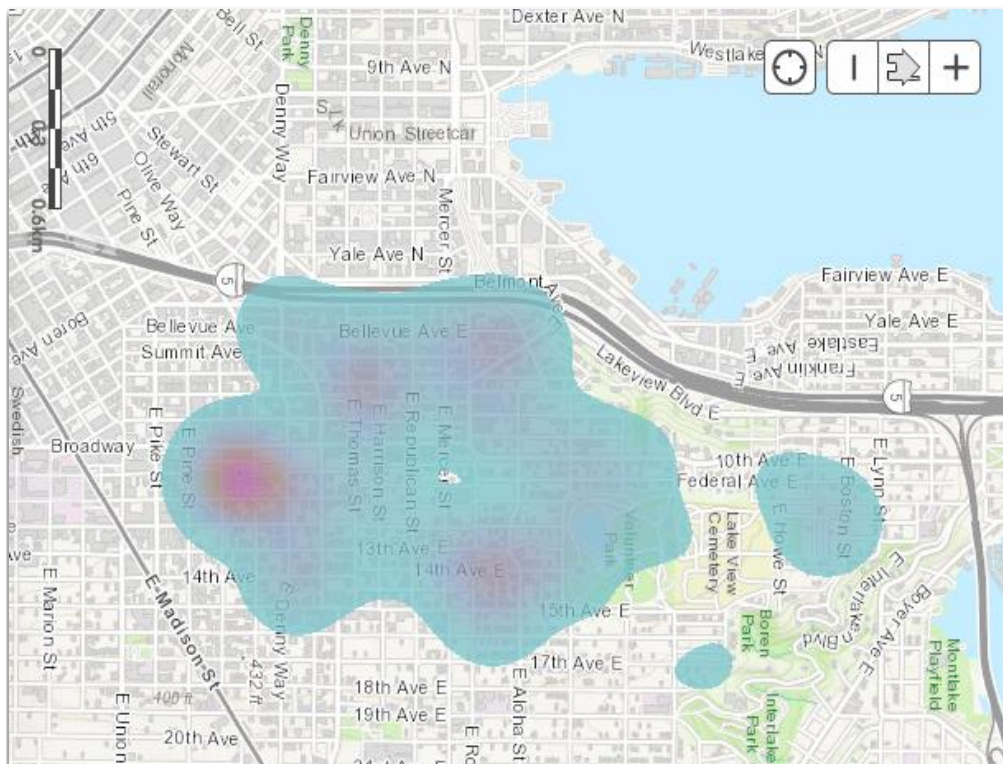 Dexter Ave N
Bell St
Denny
Park
Westlake
N
Monorail
9th Ave N
0
0.6km
5th Ave
6th A
Stewart St
Olive Way
Pine St
Denny Way
Union Streetcar
Fairview Ave N
Mercer St
Yale Ave N
5
Belmont
Ave
E
Fairview Ave E
Yale Ave E
Eastlake
Ave E
Franklin
Ave E
Boren Ave
Bellevue Ave
Bellevue Ave E
Summit Ave
Lakeview Blvd E
5
Swedish
Broadway
E Pike St
E Pine St
E Thomas St
E Harrison St
E Republican St
E Mercer St
10th Ave E
Federal Ave E
E Lynn St
E Boston St
E Howe St
Lake View
Cemetery
Volunteer
Park
Ave
13th Ave E
14th Ave
14th Ave E
15th Ave E
E Marion St
E Madison St
E Denny Way
432 ft
400 ft
E Interlaken
Blvd
Boyer Ave E
Boren
Park
Montlake
Playfield
Interlake
Park
17th Ave E
18th Ave E
19th Ave E
20th Ave
E Union
E Aloha St
E Ro